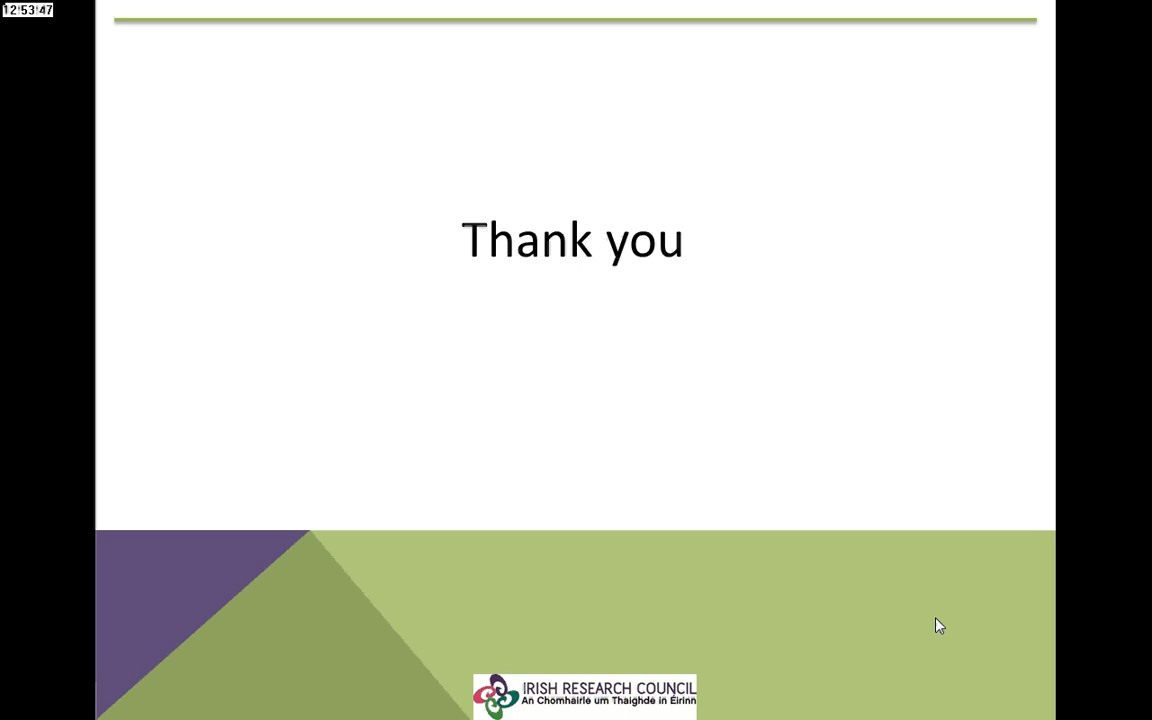 12:53:47
Thank you
IRISH RESEARCH COUNCIL
An Chomhairle um Thaighde in Éirinn